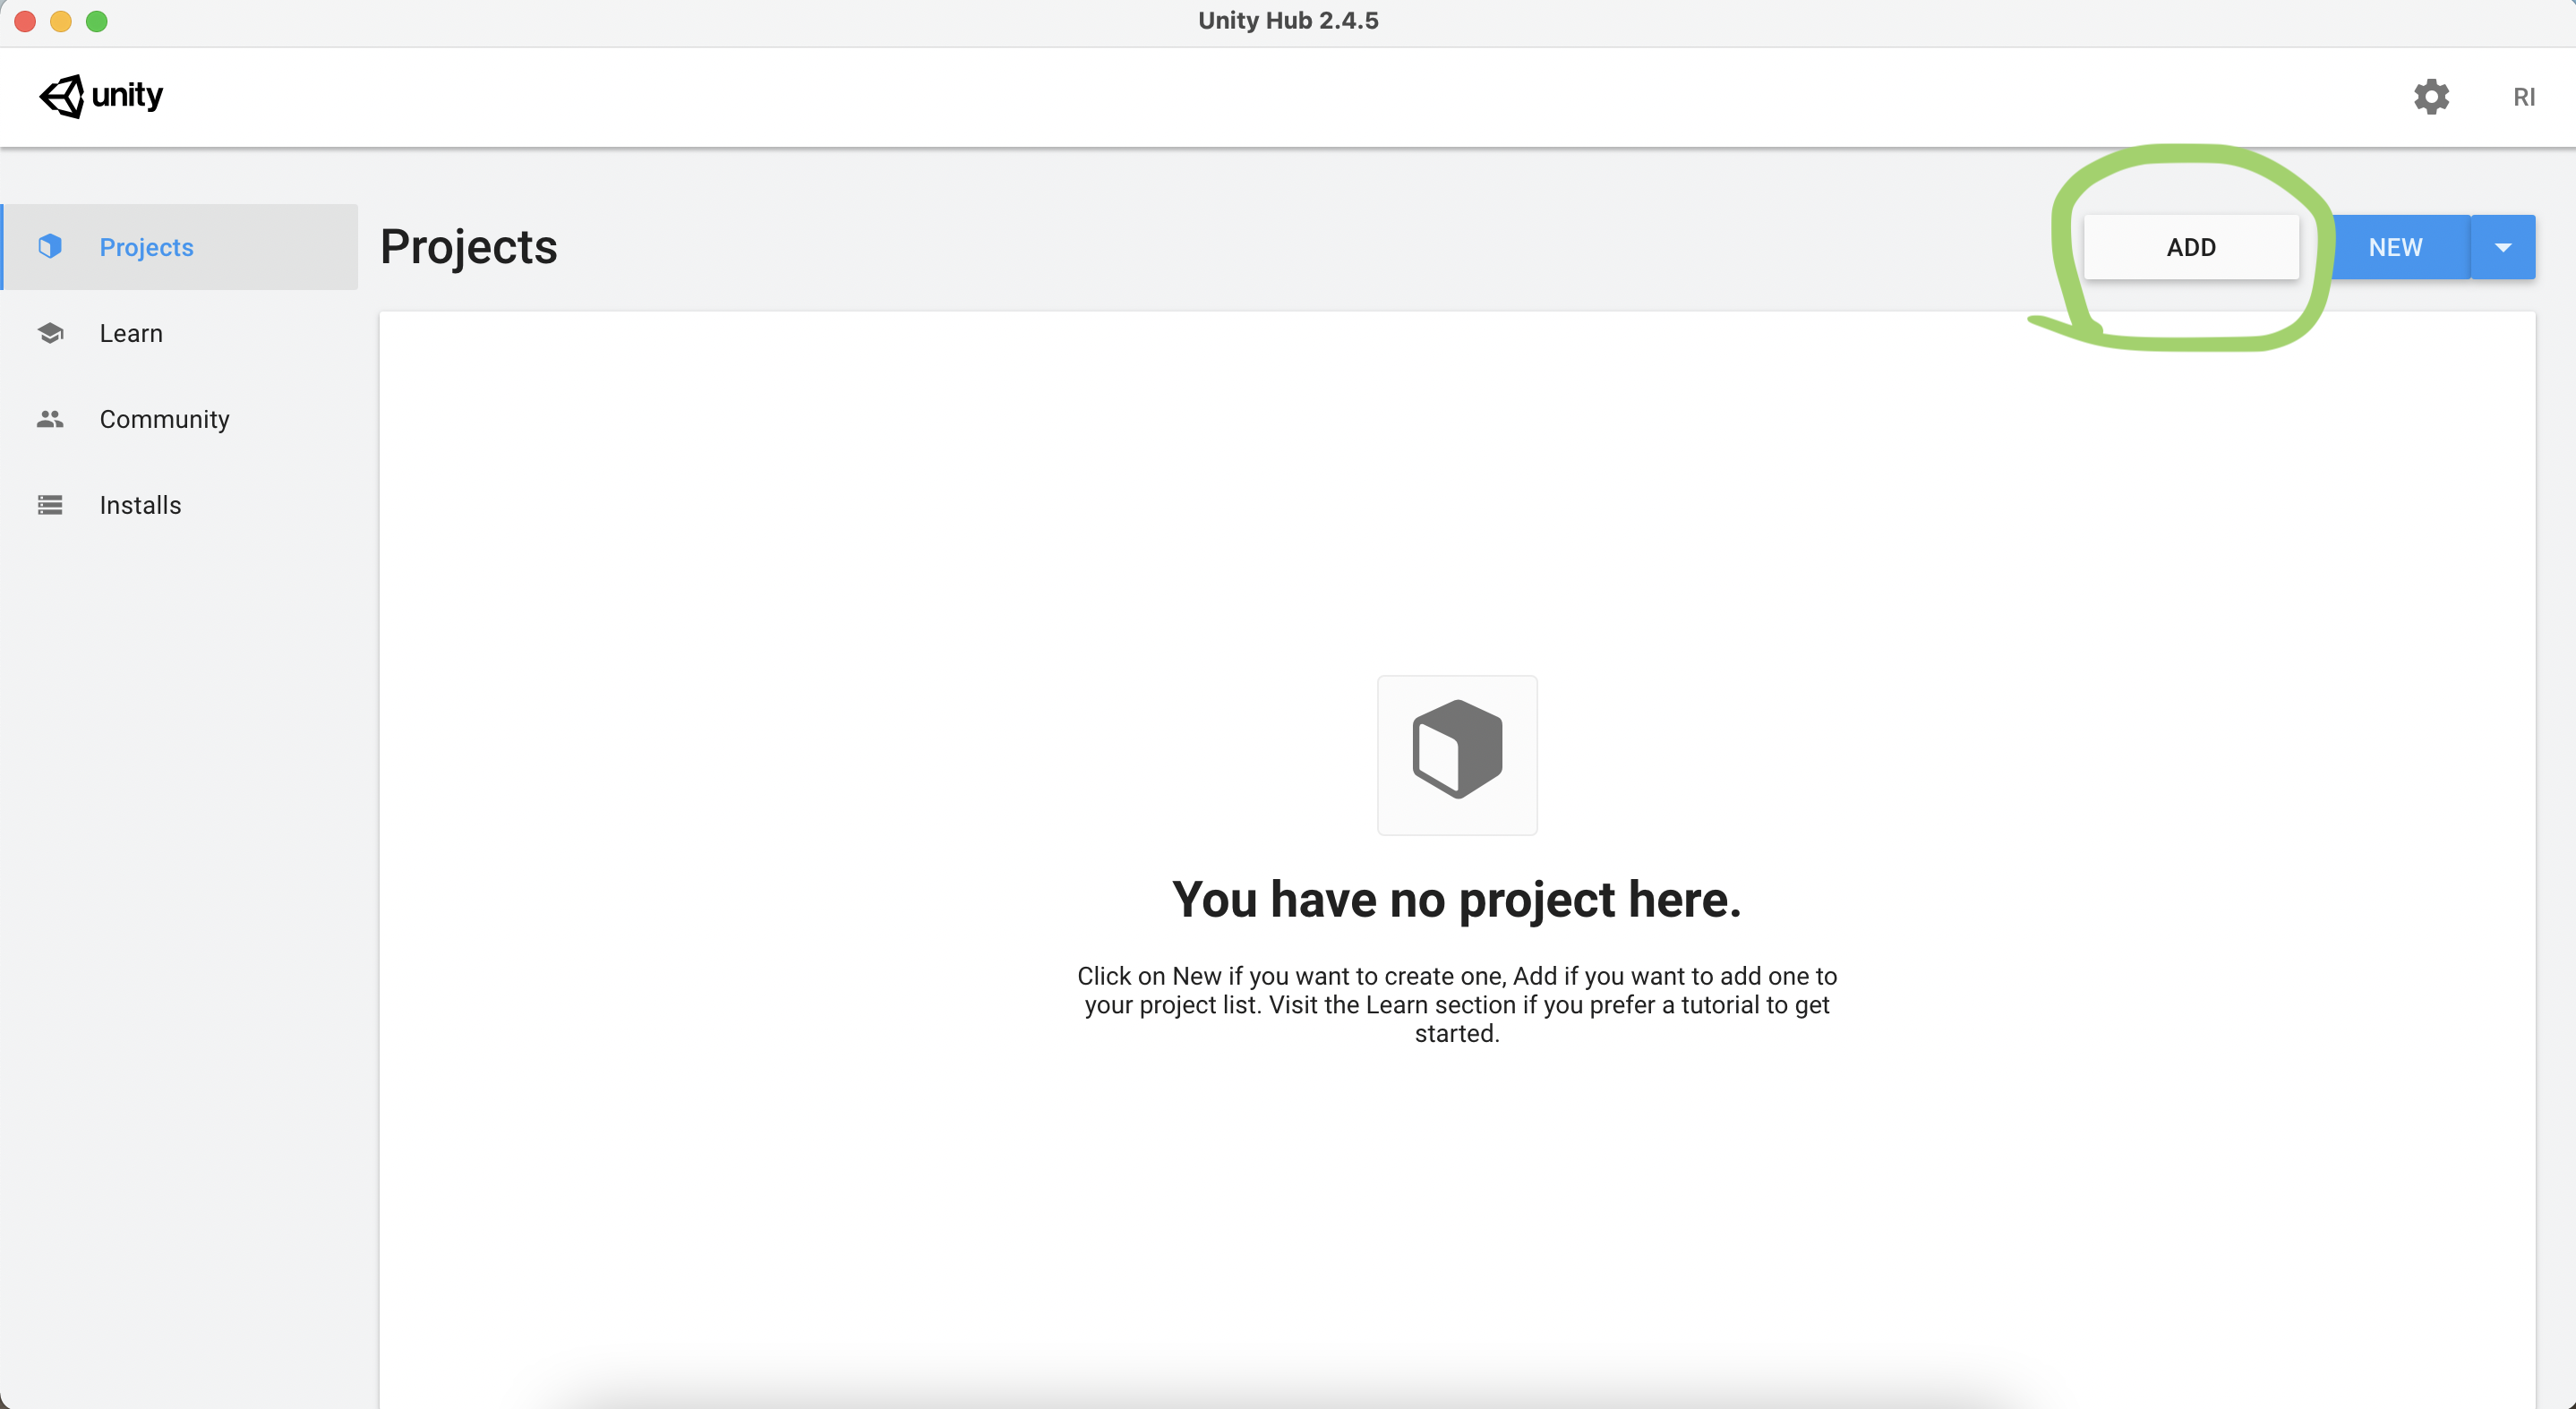 Unity Hub 2.4.5
unity
RI
Projects
Learn
Community
Installs
Projects
ADD
NEW
You have no project here.
Click on New if you want to create one, Add if you want to add one to
your project list. Visit the Learn section if you prefer a tutorial to get
started.